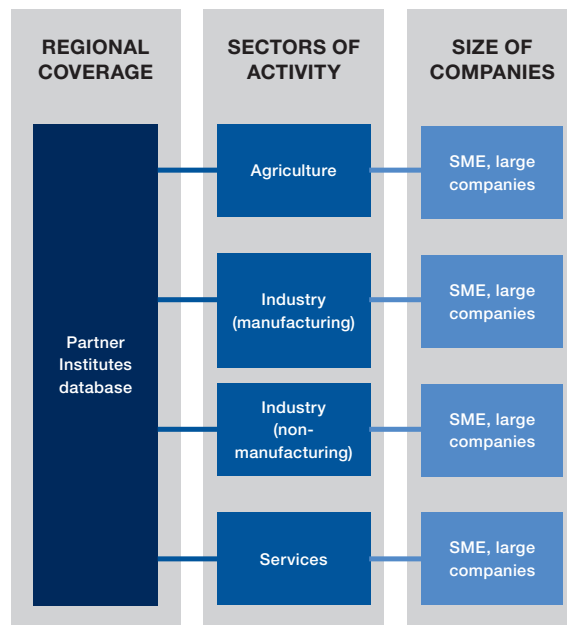 REGIONAL
COVERAGE
SECTORS OF
ACTIVITY
SIZE OF
COMPANIES
Partner
Institutes
database
Agriculture
SME, large
companies
Industry
(manufacturing)
SME, large
companies
Industry
(non-
manufacturing)
SME, large
companies
Services
SME, large
companies